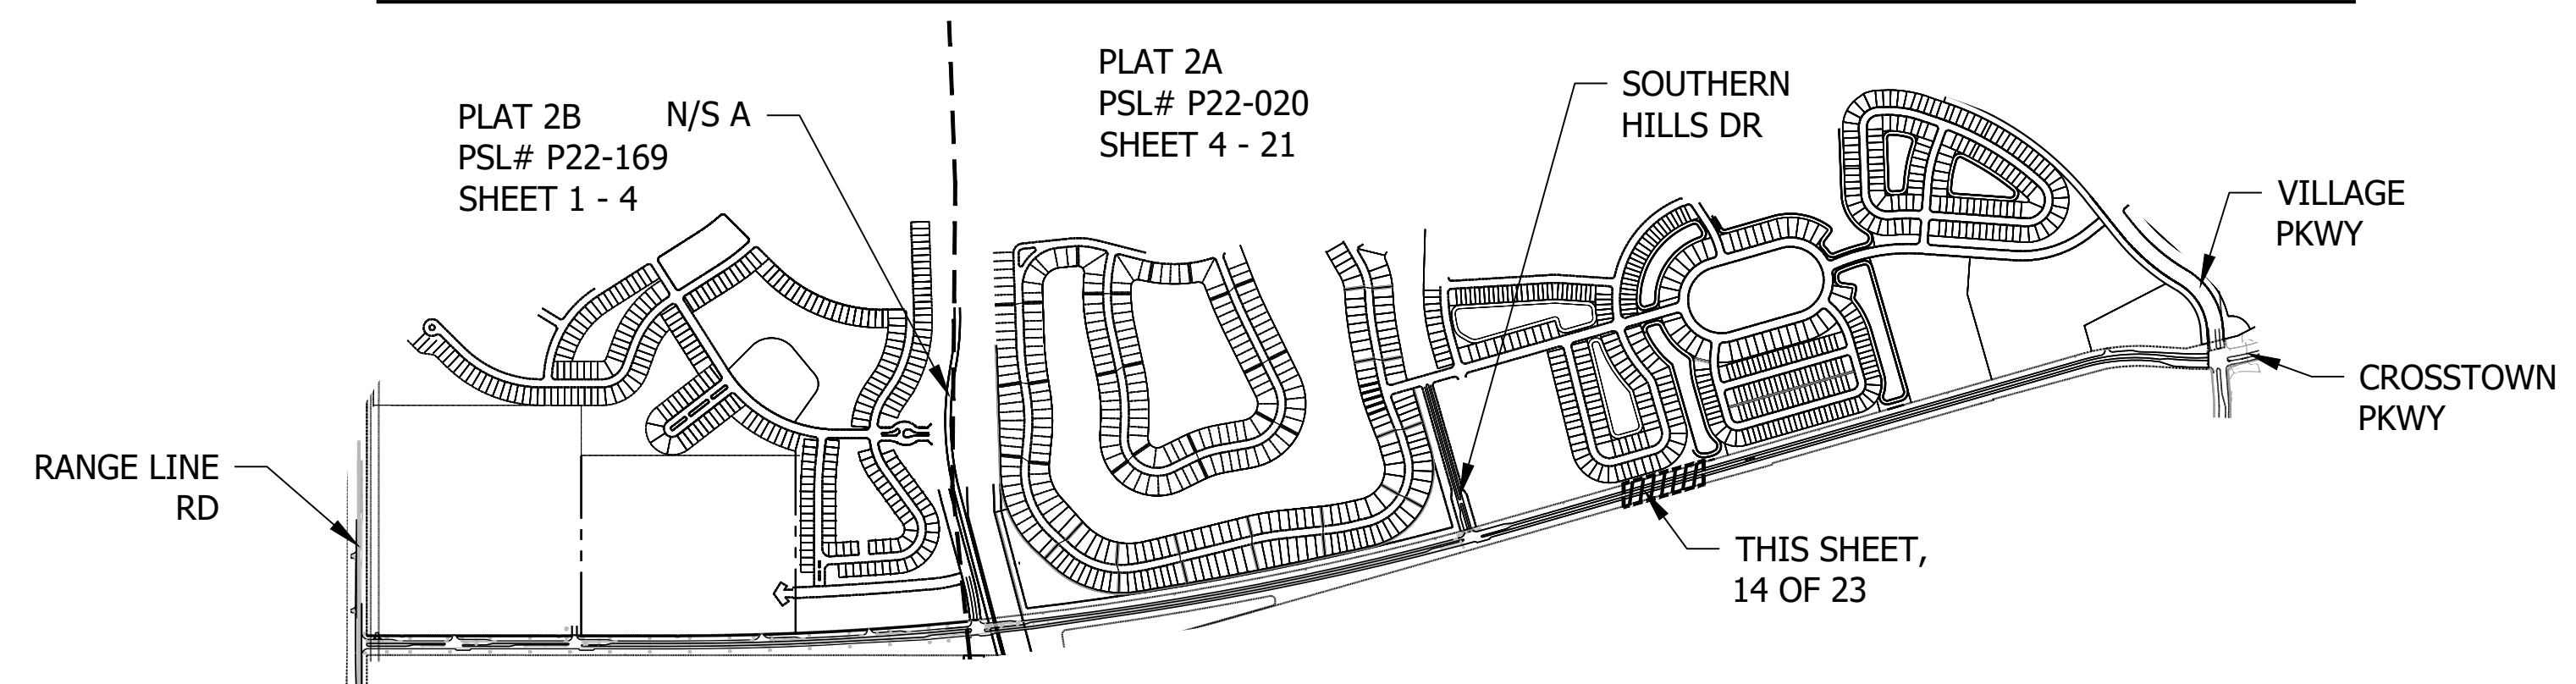 PLAT 2B
PSL# P22-169
SHEET 1 - 4
N/S A
PLAT 2A
PSL# P22-020
SHEET 4 - 21
SOUTHERN
HILLS DR
VILLAGE
PKWY
CROSSTOWN
PKWY
RANGE LINE
RD
THIS SHEET,
14 OF 23